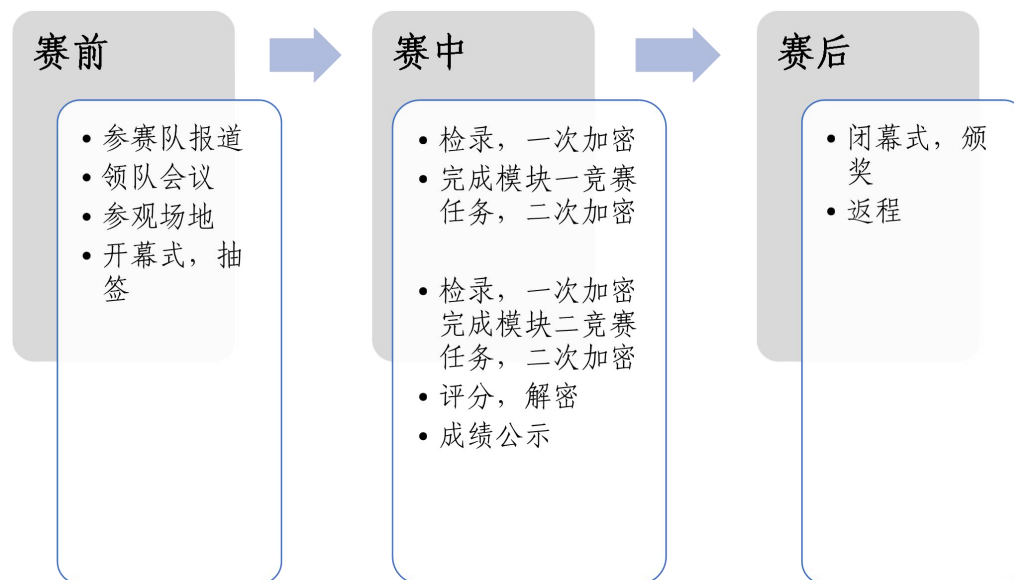 赛前
• 参赛队报道
• 领队会议
• 参观场地
• 开幕式，抽
签
赛中
• 检录，一次加密
• 完成模块一竞赛
任务，二次加密
• 检录，一次加密
完成模块二竞赛
任务，二次加密
• 评分，解密
• 成绩公示
赛后
• 闭幕式，颁
奖
• 返程